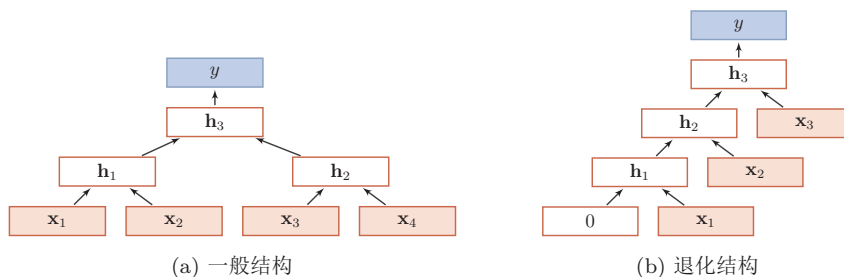 y
h₃
h₁ h₂
x₁ x₂ x₃ x₄
(a) 一般结构
y
h₃
h₂ x₃
h₁ x₂
0 x₁
(b) 退化结构